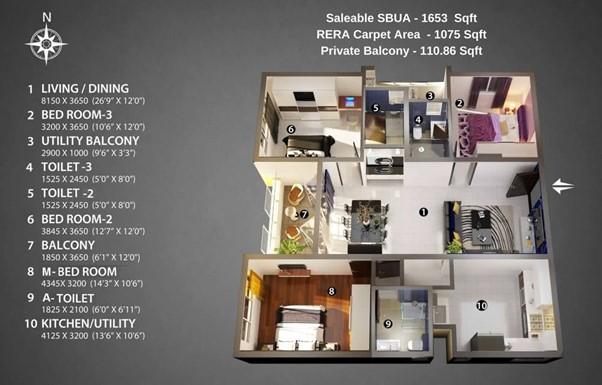 Saleable SBUA - 1653 Sqft
RERA Carpet Area - 1075 Sqft
Private Balcony - 110.86 Sqft
N
1 LIVING / DINING
8150 X 3650 (26'9" X 12'0")
2 BED ROOM-3
3200 X 3650 (10'6" X 12'0")
3 UTILITY BALCONY
2900 X 1000 (9'6" X 3'3")
4 TOILET -3
1525 X 2450 (5'0" X 8'0")
5 TOILET -2
1525 X 2450 (5'0" X 8'0")
6 BED ROOM-2
3845 X 3650 (12'7" X 12'0")
7 BALCONY
1850 X 3650 (6'1" X 12'0")
8 M- BED ROOM
4345X 3200 (14'3" X 10'6)
9 A- TOILET
1825 X 2100 (6'0" X 6'11")
10 KITCHEN/UTILITY
4125 X 3200 (13'6" X 10'6")
3
2
5
4
6
7
1
8
9
10